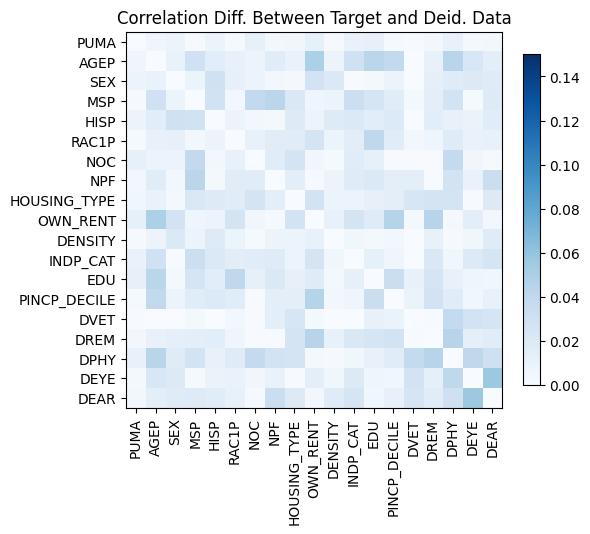 Correlation Diff. Between Target and Deid. Data
PUMA
AGEP
SEX
MSP
HISP
RAC1P
NOC
NPF
HOUSING_TYPE
OWN_RENT
DENSITY
INDP_CAT
EDU
PINCP_DECILE
DVET
DREM
DPHY
DEYE
DEAR
PUMA
AGEP
SEX
MSP
HISP
RAC1P
NOC
NPF
HOUSING_TYPE
OWN_RENT
DENSITY
INDP_CAT
EDU
PINCP_DECILE
DVET
DREM
DPHY
DEYE
DEAR
0.14
0.12
0.10
0.08
0.06
0.04
0.02
0.00